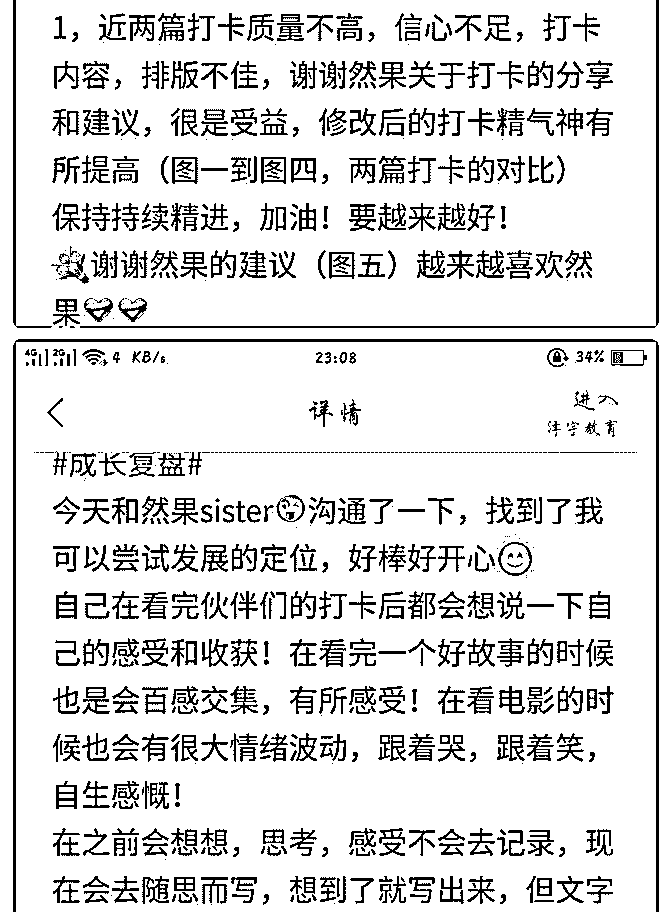 1，近两篇打卡质量不高，信心不足，打卡
内容，排版不佳，谢谢然果关于打卡的分享
和建议，很是受益，修改后的打卡精气神有
所提高（图一到图四，两篇打卡的对比）
保持持续精进，加油！要越来越好！
谢谢然果的建议（图五）越来越喜欢然
果
4G 2G 4 KB/s 23:08 34%
详情
进入
泮宇教育
#成长复盘#
今天和然果sister沟通了一下，找到了我
可以尝试发展的定位，好棒好开心
自己在看完伙伴们的打卡后都会想说一下自
己的感受和收获！在看完一个好故事的时候
也是会百感交集，有所感受！在看电影的时
候也会有很大情绪波动，跟着哭，跟着笑，
自生感慨！
在之前会想想，思考，感受不会去记录，现
在会去随思而写，想到了就写出来，但文字